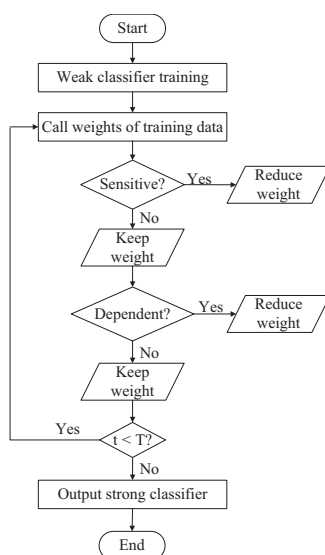 Start
Weak classifier training
Call weights of training data
Sensitive?
Yes
Reduce
weight
No
Keep
weight
Dependent?
Yes
Reduce
weight
No
Keep
weight
Yes
t < T?
No
Output strong classifier
End